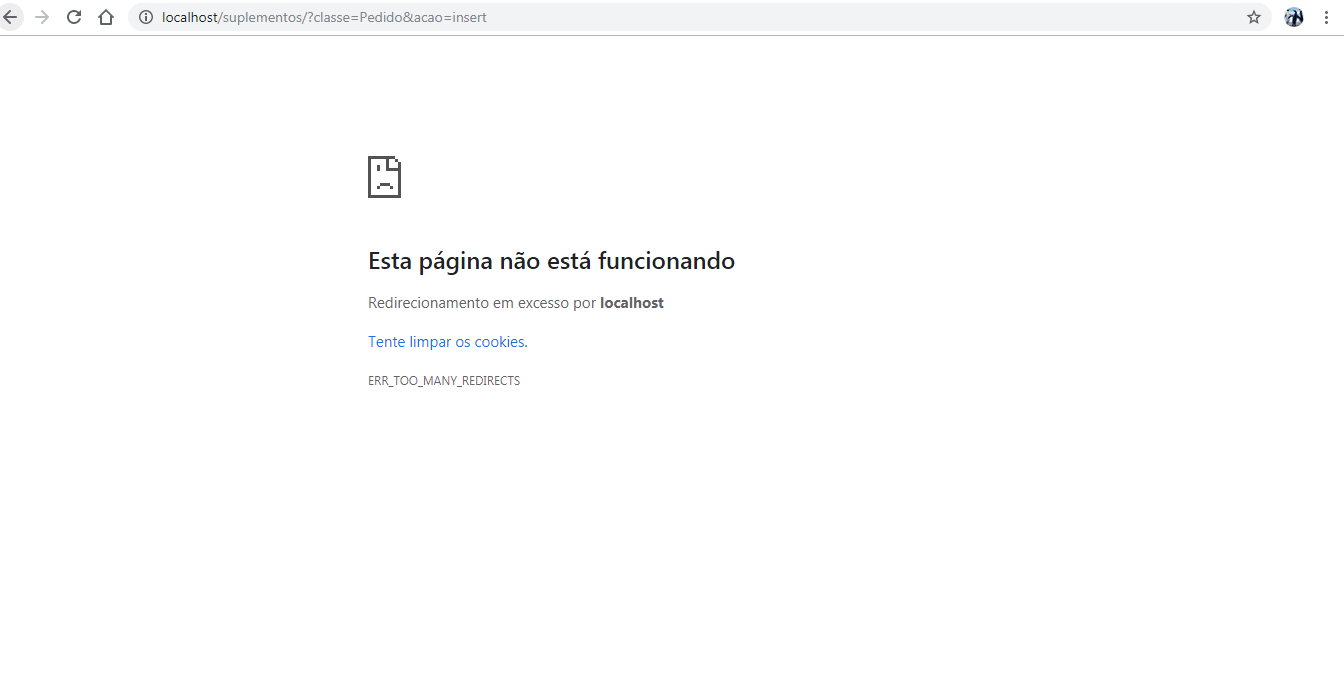 localhost/suplementos/?classe=Pedido&acao=insert
Esta página não está funcionando
Redirecionamento em excesso por localhost
Tente limpar os cookies.
ERR_TOO_MANY_REDIRECTS